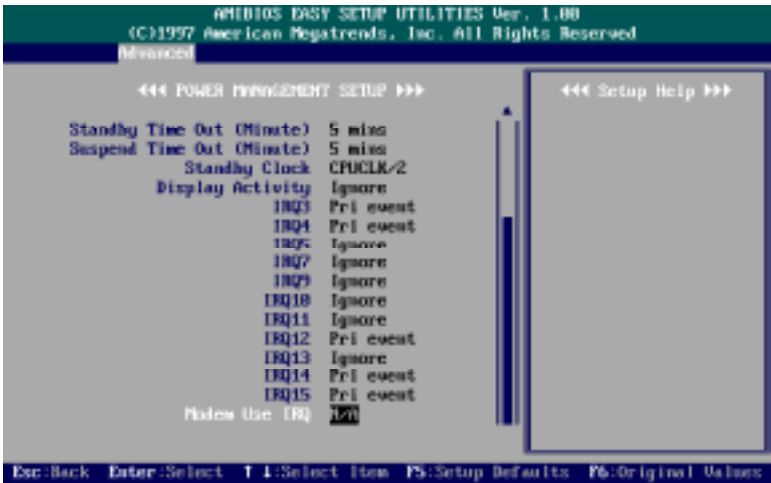 AMIBIOS EASY SETUP UTILITIES Ver. 1.00
(C)1997 American Megatrends, Inc. All Rights Reserved
Advanced
POWER MANAGEMENT SETUP
Setup Help
Standby Time Out (Minute) 5 mins
Suspend Time Out (Minute) 5 mins
Standby Clock CPUCLK/2
Display Activity Ignore
IRQ3 Pri event
IRQ4 Pri event
IRQ5 Ignore
IRQ7 Ignore
IRQ9 Ignore
IRQ10 Ignore
IRQ11 Ignore
IRQ12 Pri event
IRQ13 Ignore
IRQ14 Pri event
IRQ15 Pri event
Modem Use IRQ N/A
Esc:Back Enter:Select ↑ ↓:Select Item F5:Setup Defaults F6:Original Values